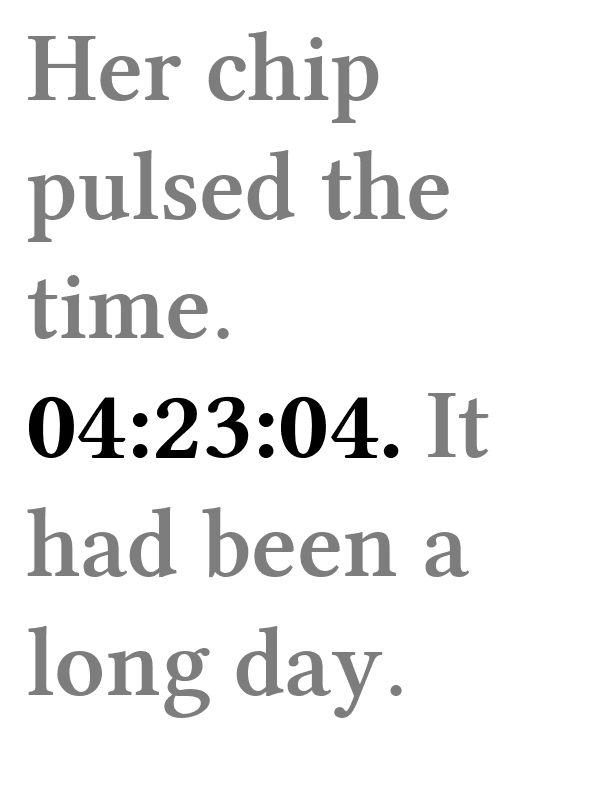 Her chip
pulsed the
time.
04:23:04. It
had been a
long day.